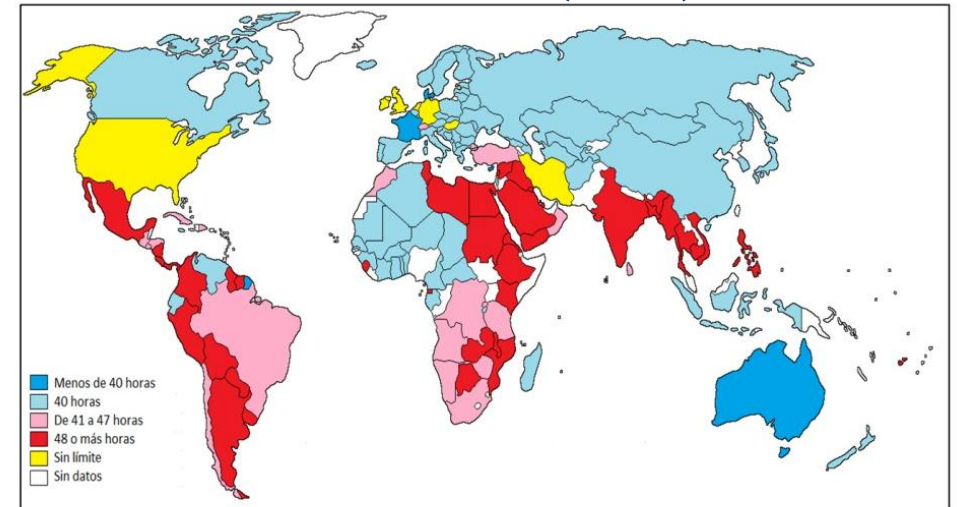 Menos de 40 horas
40 horas
De 41 a 47 horas
48 o más horas
Sin límite
Sin datos